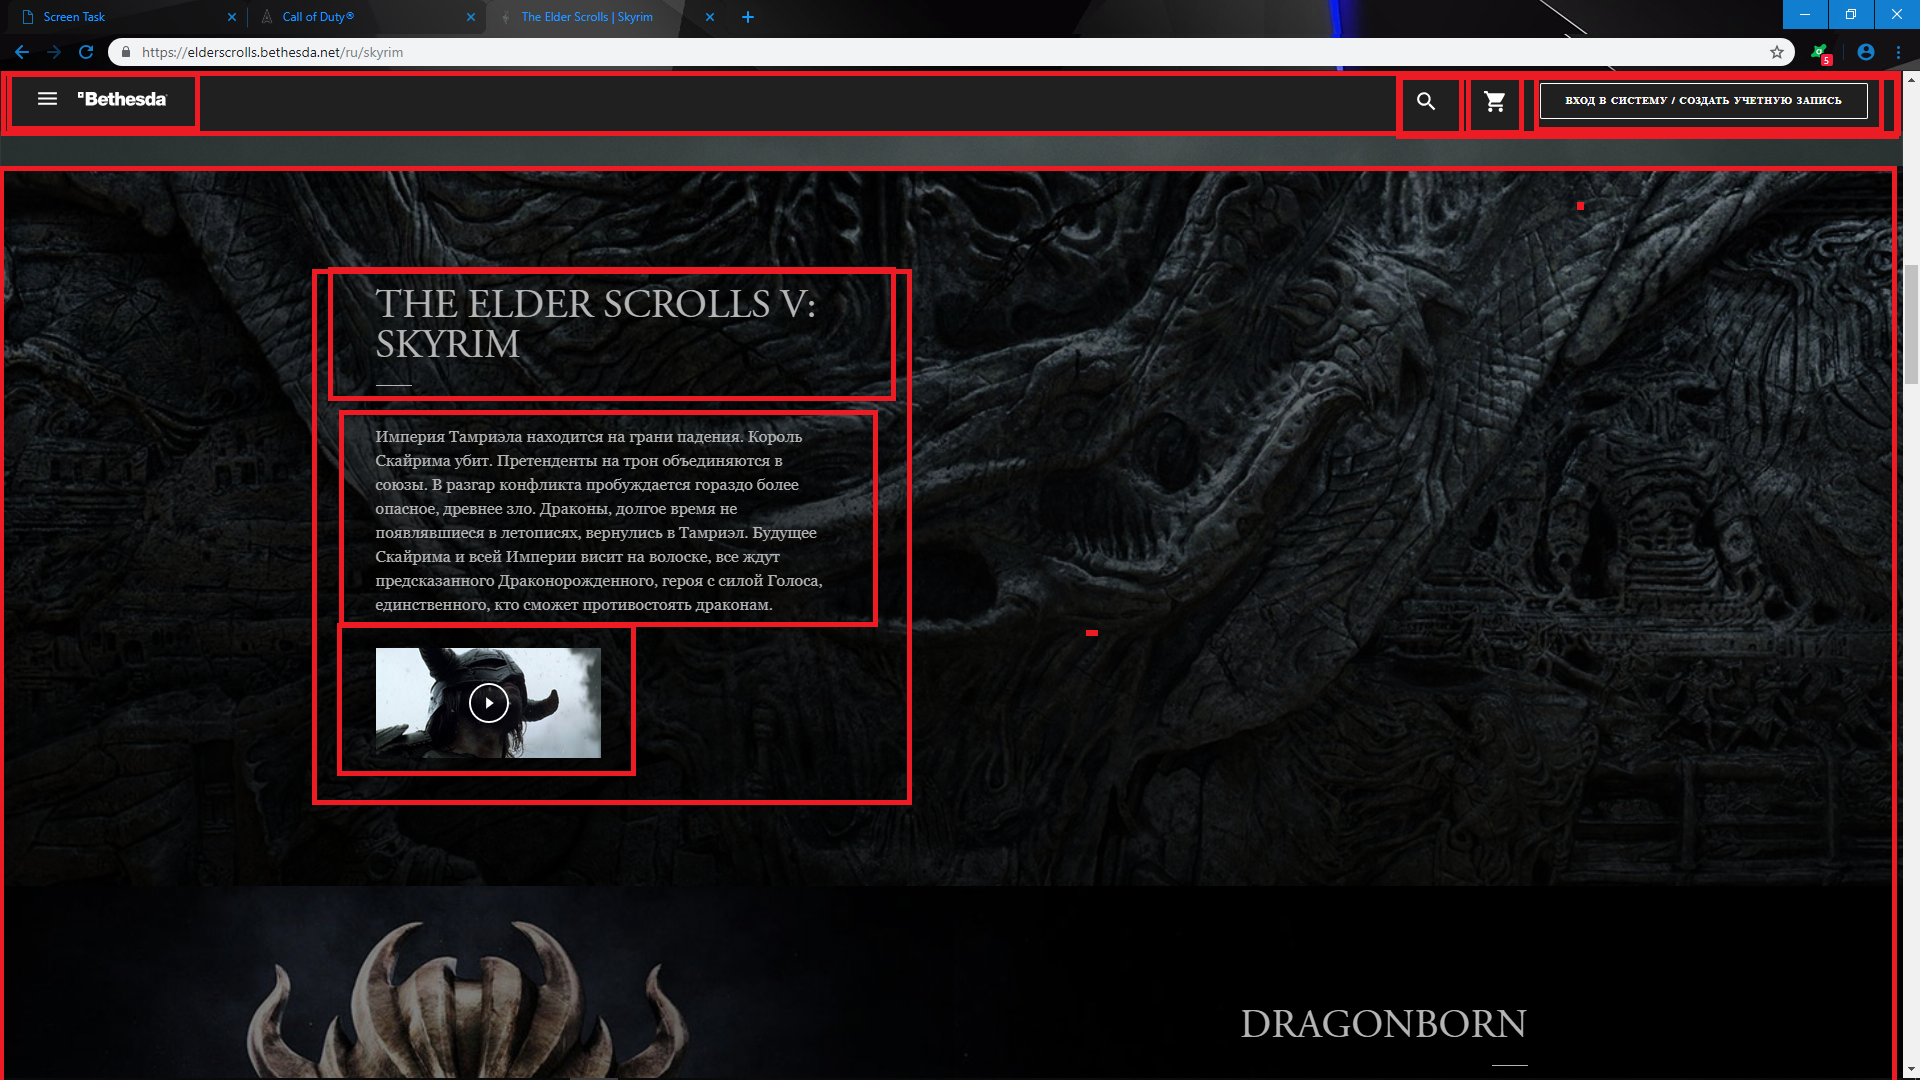 Screen Task
Call of Duty®
The Elder Scrolls | Skyrim
https://elderscrolls.bethesda.net/ru/skyrim
5
Bethesda
ВХОД В СИСТЕМУ / СОЗДАТЬ УЧЕТНУЮ ЗАПИСЬ
THE ELDER SCROLLS V:
SKYRIM
Империя Тамриэла находится на грани падения. Король
Скайрима убит. Претенденты на трон объединяются в
союзы. В разгар конфликта пробуждается гораздо более
опасное, древнее зло. Драконы, долгое время не
появлявшиеся в летописях, вернулись в Тамриэл. Будущее
Скайрима и всей Империи висит на волоске, все ждут
предсказанного Драконорожденного, героя с силой Голоса,
единственного, кто сможет противостоять драконам.
DRAGONBORN